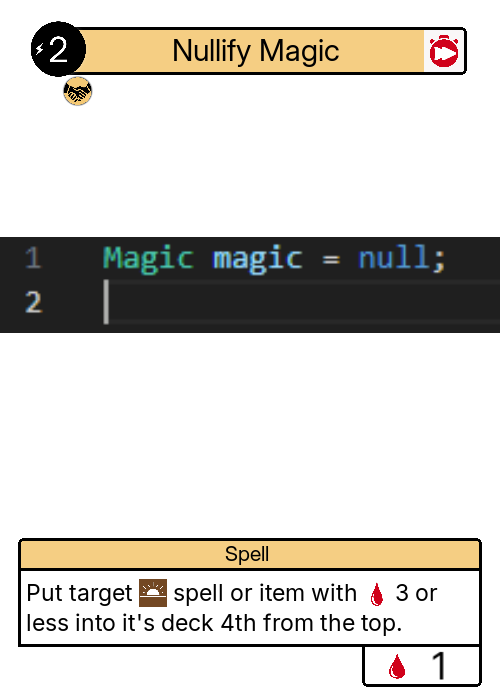 2 Nullify Magic
1 Magic magic = null;
2
Spell
Put target spell or item with 3 or
less into it's deck 4th from the top.
1